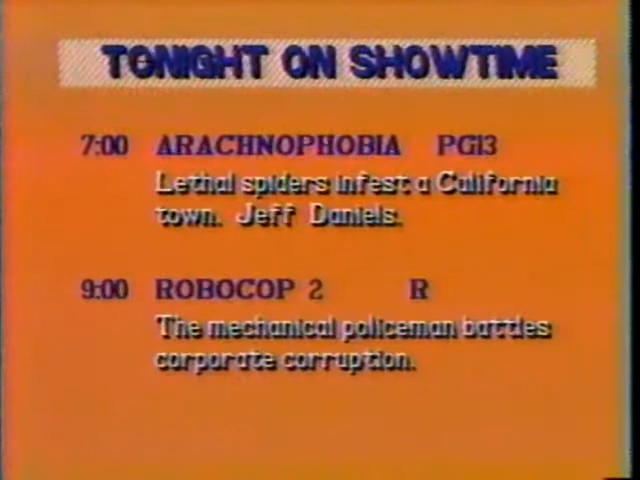 TONIGHT ON SHOWTIME
7:00 ARACHNOPHOBIA PG13
Lethal spiders infest a California
town. Jeff Daniels.
9:00 ROBOCOP 2 R
The mechanical policeman battles
corporate corruption.